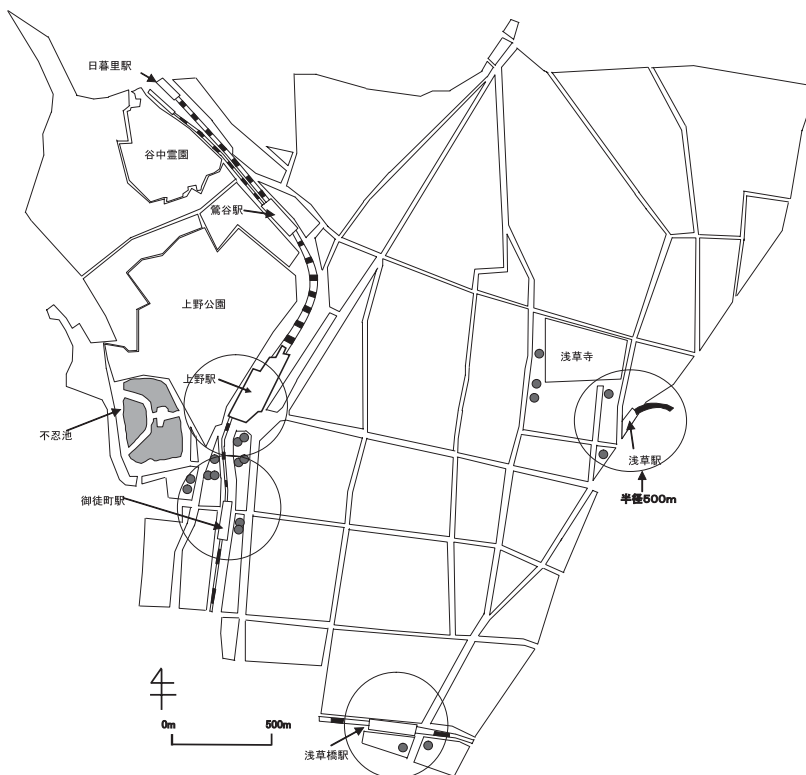 日暮里駅
谷中霊園
鶯谷駅
上野公園
浅草寺
上野駅
不忍池
浅草駅
御徒町駅
半径500m
0m
500m
浅草橋駅